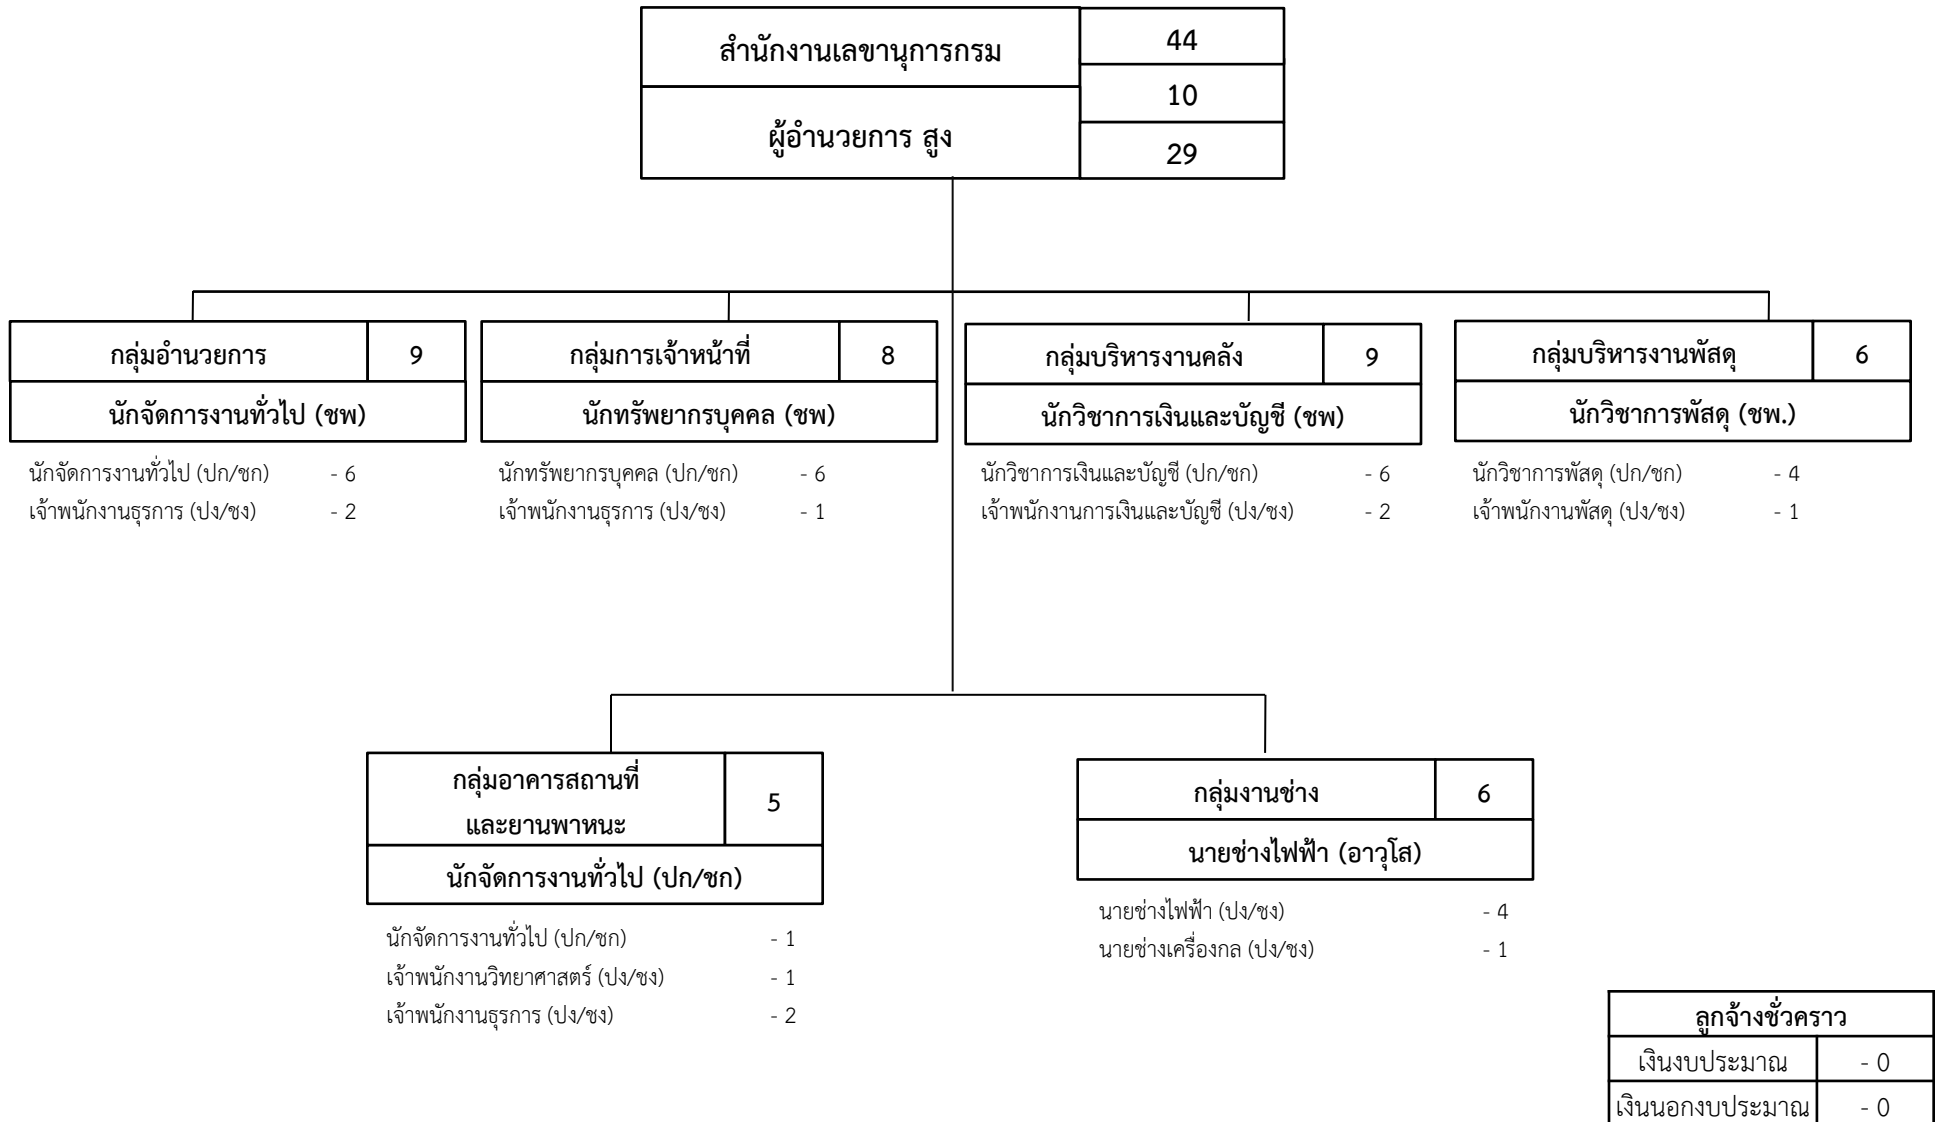 สำนักงานเลขานุการกรม 44
10
ผู้อำนวยการ สูง
29
กลุ่มอำนวยการ 9
นักจัดการงานทั่วไป (ชพ)
นักจัดการงานทั่วไป (ปก/ชก) - 6
เจ้าพนักงานธุรการ (ปง/ชง) - 2
กลุ่มการเจ้าหน้าที่ 8
นักทรัพยากรบุคคล (ชพ)
นักทรัพยากรบุคคล (ปก/ชก) - 6
เจ้าพนักงานธุรการ (ปง/ชง) - 1
กลุ่มบริหารงานคลัง 9
นักวิชาการเงินและบัญชี (ชพ)
นักวิชาการเงินและบัญชี (ปก/ชก) - 6
เจ้าพนักงานการเงินและบัญชี (ปง/ชง) - 2
กลุ่มบริหารงานพัสดุ 6
นักวิชาการพัสดุ (ชพ.)
นักวิชาการพัสดุ (ปก/ชก) - 4
เจ้าพนักงานพัสดุ (ปง/ชง) - 1
กลุ่มอาคารสถานที่
และยานพาหนะ
5
นักจัดการงานทั่วไป (ปก/ชก)
นักจัดการงานทั่วไป (ปก/ชก) - 1
เจ้าพนักงานวิทยาศาสตร์ (ปง/ชง) - 1
เจ้าพนักงานธุรการ (ปง/ชง) - 2
กลุ่มงานช่าง 6
นายช่างไฟฟ้า (อาวุโส)
นายช่างไฟฟ้า (ปง/ชง) - 4
นายช่างเครื่องกล (ปง/ชง) - 1
ลูกจ้างชั่วคราว
เงินงบประมาณ - 0
เงินนอกงบประมาณ - 0